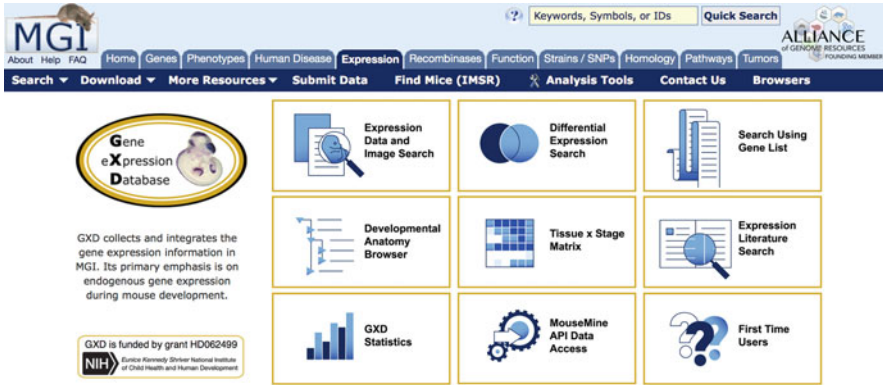 Keywords, Symbols, or IDs
Quick Search
MGI
About Help FAQ
ALLIANCE
of GENOME RESOURCES
FOUNDING MEMBER
Home Genes Phenotypes Human Disease Expression Recombinases Function Strains / SNPs Homology Pathways Tumors
Search Download More Resources Submit Data Find Mice (IMSR) Analysis Tools Contact Us Browsers
Gene
eXpression
Database
GXD collects and integrates the
gene expression information in
MGI. Its primary emphasis is on
endogenous gene expression
during mouse development.
GXD is funded by grant HD062499
NIH
Eunice Kennedy Shriver National Institute
of Child Health and Human Development
Expression
Data and
Image Search
Differential
Expression
Search
Search Using
Gene List
Developmental
Anatomy
Browser
Tissue x Stage
Matrix
Expression
Literature
Search
GXD
Statistics
MouseMine
API Data
Access
First Time
Users